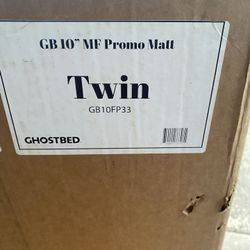 GB 10" MF Promo Matt
Twin
GB10FP33
GHOSTBED